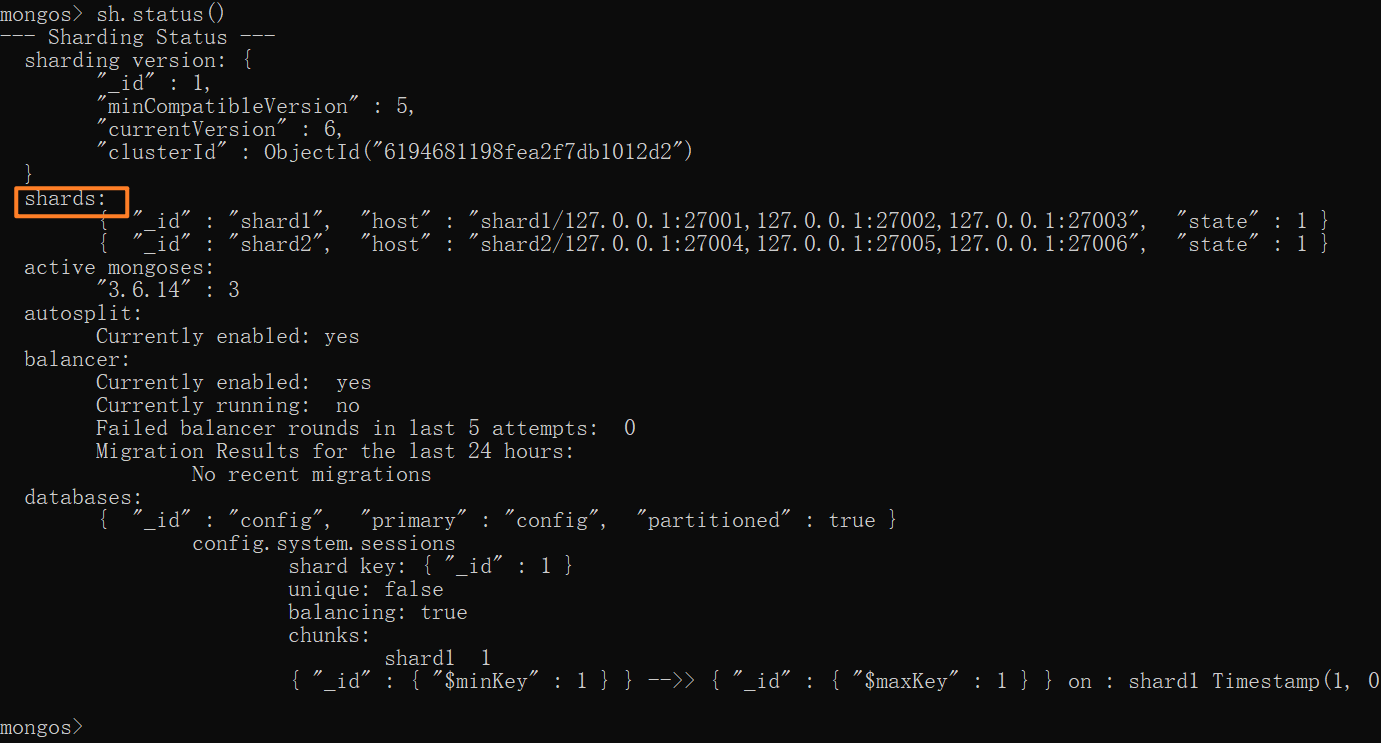 mongos> sh.status()
--- Sharding Status ---
  sharding version: {
        "_id" : 1,
        "minCompatibleVersion" : 5,
        "currentVersion" : 6,
        "clusterId" : ObjectId("6194681198fea2f7db1012d2")
  }
  shards:
        {  "_id" : "shard1",  "host" : "shard1/127.0.0.1:27001,127.0.0.1:27002,127.0.0.1:27003",  "state" : 1 }
        {  "_id" : "shard2",  "host" : "shard2/127.0.0.1:27004,127.0.0.1:27005,127.0.0.1:27006",  "state" : 1 }
  active mongoses:
        "3.6.14" : 3
  autosplit:
        Currently enabled: yes
  balancer:
        Currently enabled:  yes
        Currently running:  no
        Failed balancer rounds in last 5 attempts:  0
        Migration Results for the last 24 hours:
                No recent migrations
  databases:
        {  "_id" : "config",  "primary" : "config",  "partitioned" : true }
                config.system.sessions
                        shard key: { "_id" : 1 }
                        unique: false
                        balancing: true
                        chunks:
                                shard1  1
                        { "_id" : { "$minKey" : 1 } } -->> { "_id" : { "$maxKey" : 1 } } on : shard1 Timestamp(1, 0
mongos>